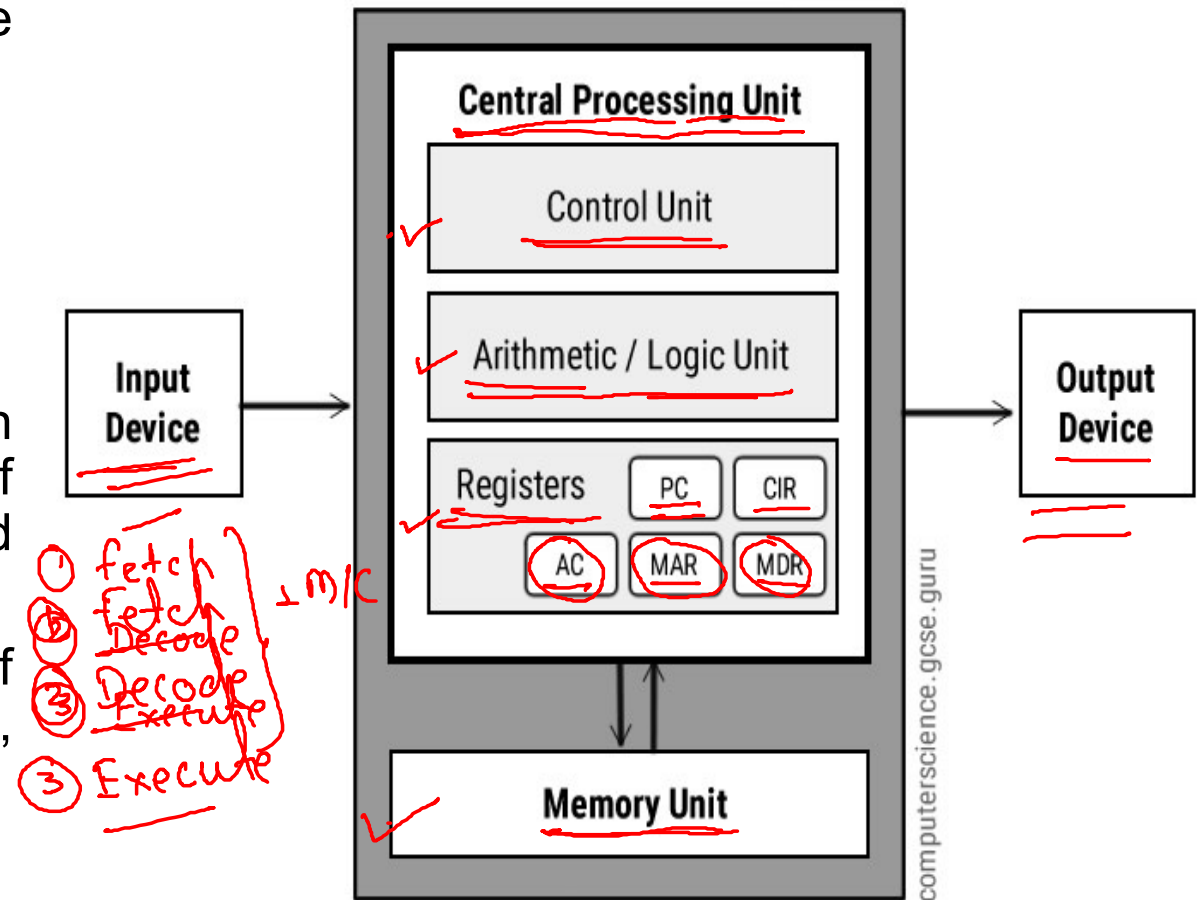 e
Central Processing Unit
Control Unit
Arithmetic / Logic Unit
Input
Device
Output
Device
n
f
d
f
,
Registers
PC
CIR
AC
MAR
MDR
1 fetch
fetch
Decode
Decode
Execute
3 Execute
1 M/C
Memory Unit
computerscience.gcse.guru